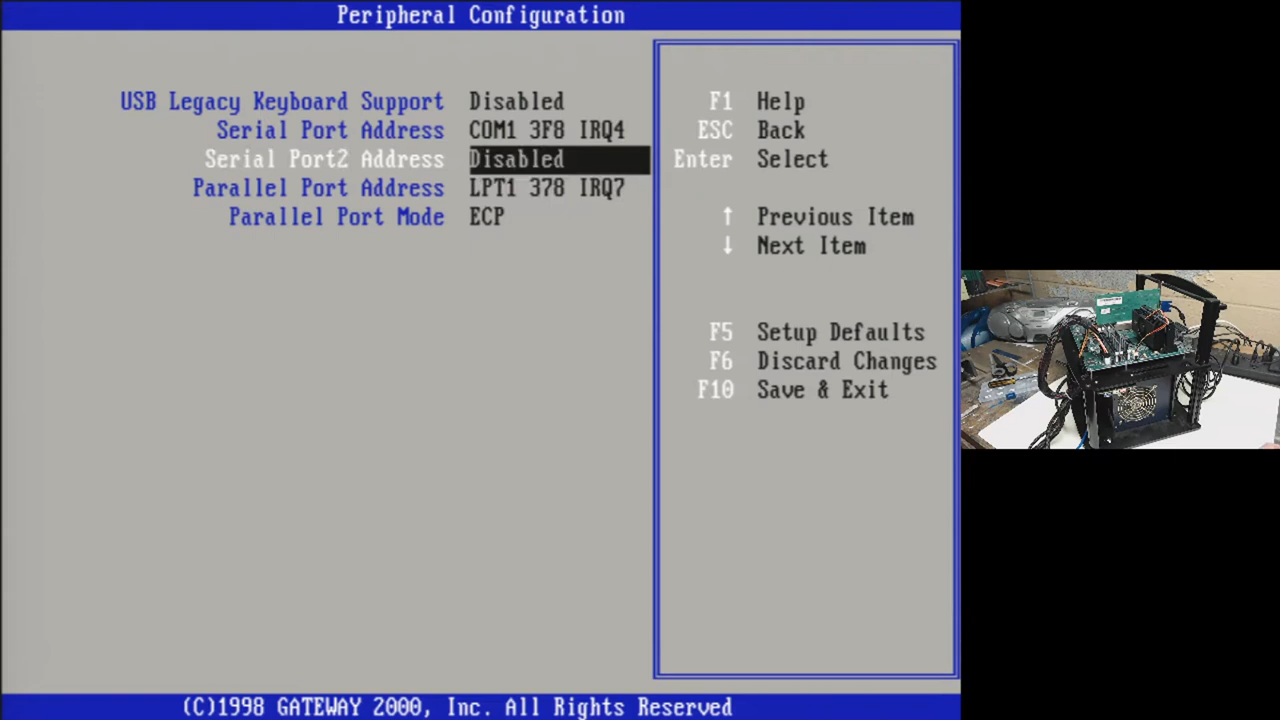 Peripheral Configuration
USB Legacy Keyboard Support Disabled
Serial Port Address COM1 3F8 IRQ4
Serial Port2 Address Disabled
Parallel Port Address LPT1 378 IRQ7
Parallel Port Mode ECP
F1 Help
ESC Back
Enter Select
↑ Previous Item
↓ Next Item
F5 Setup Defaults
F6 Discard Changes
F10 Save & Exit
(C)1998 GATEWAY 2000, Inc. All Rights Reserved